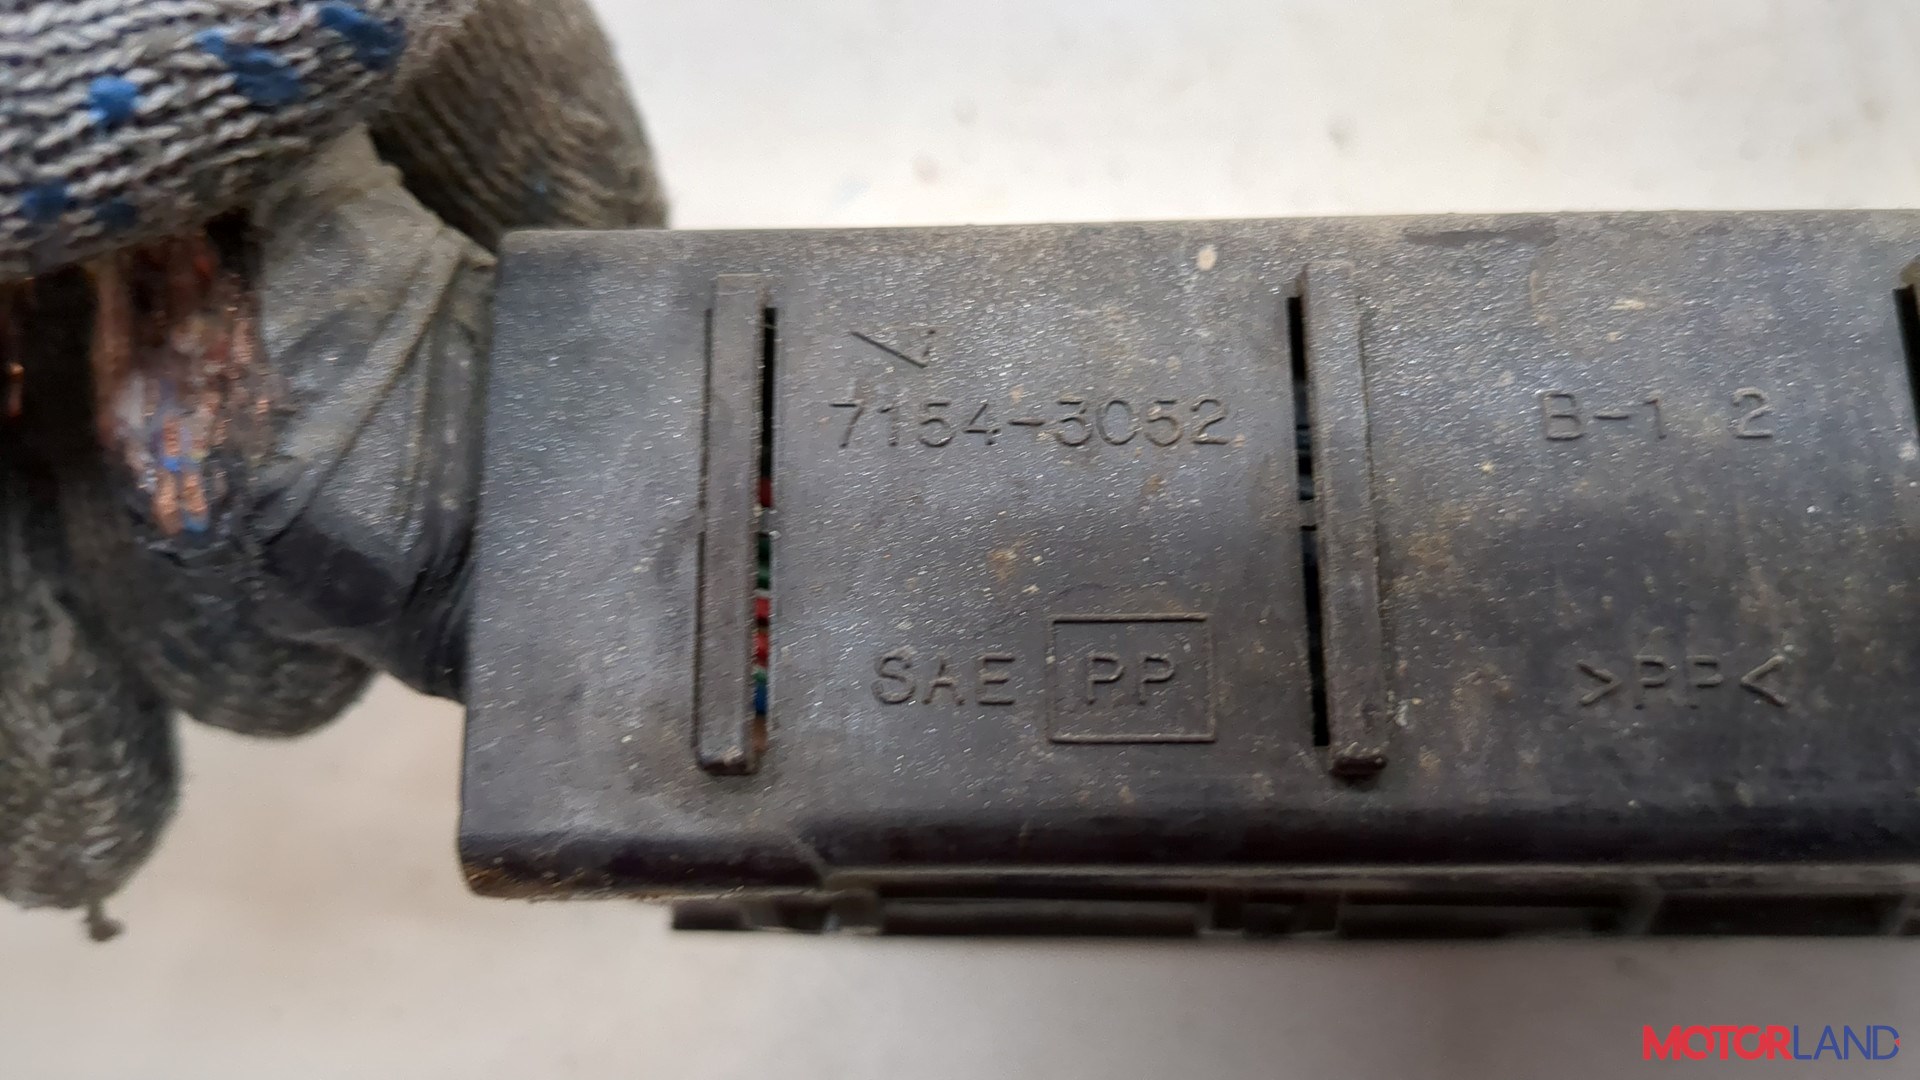 7154-3052
B-1 2
SAE PP
>PP<
MOTORLAND